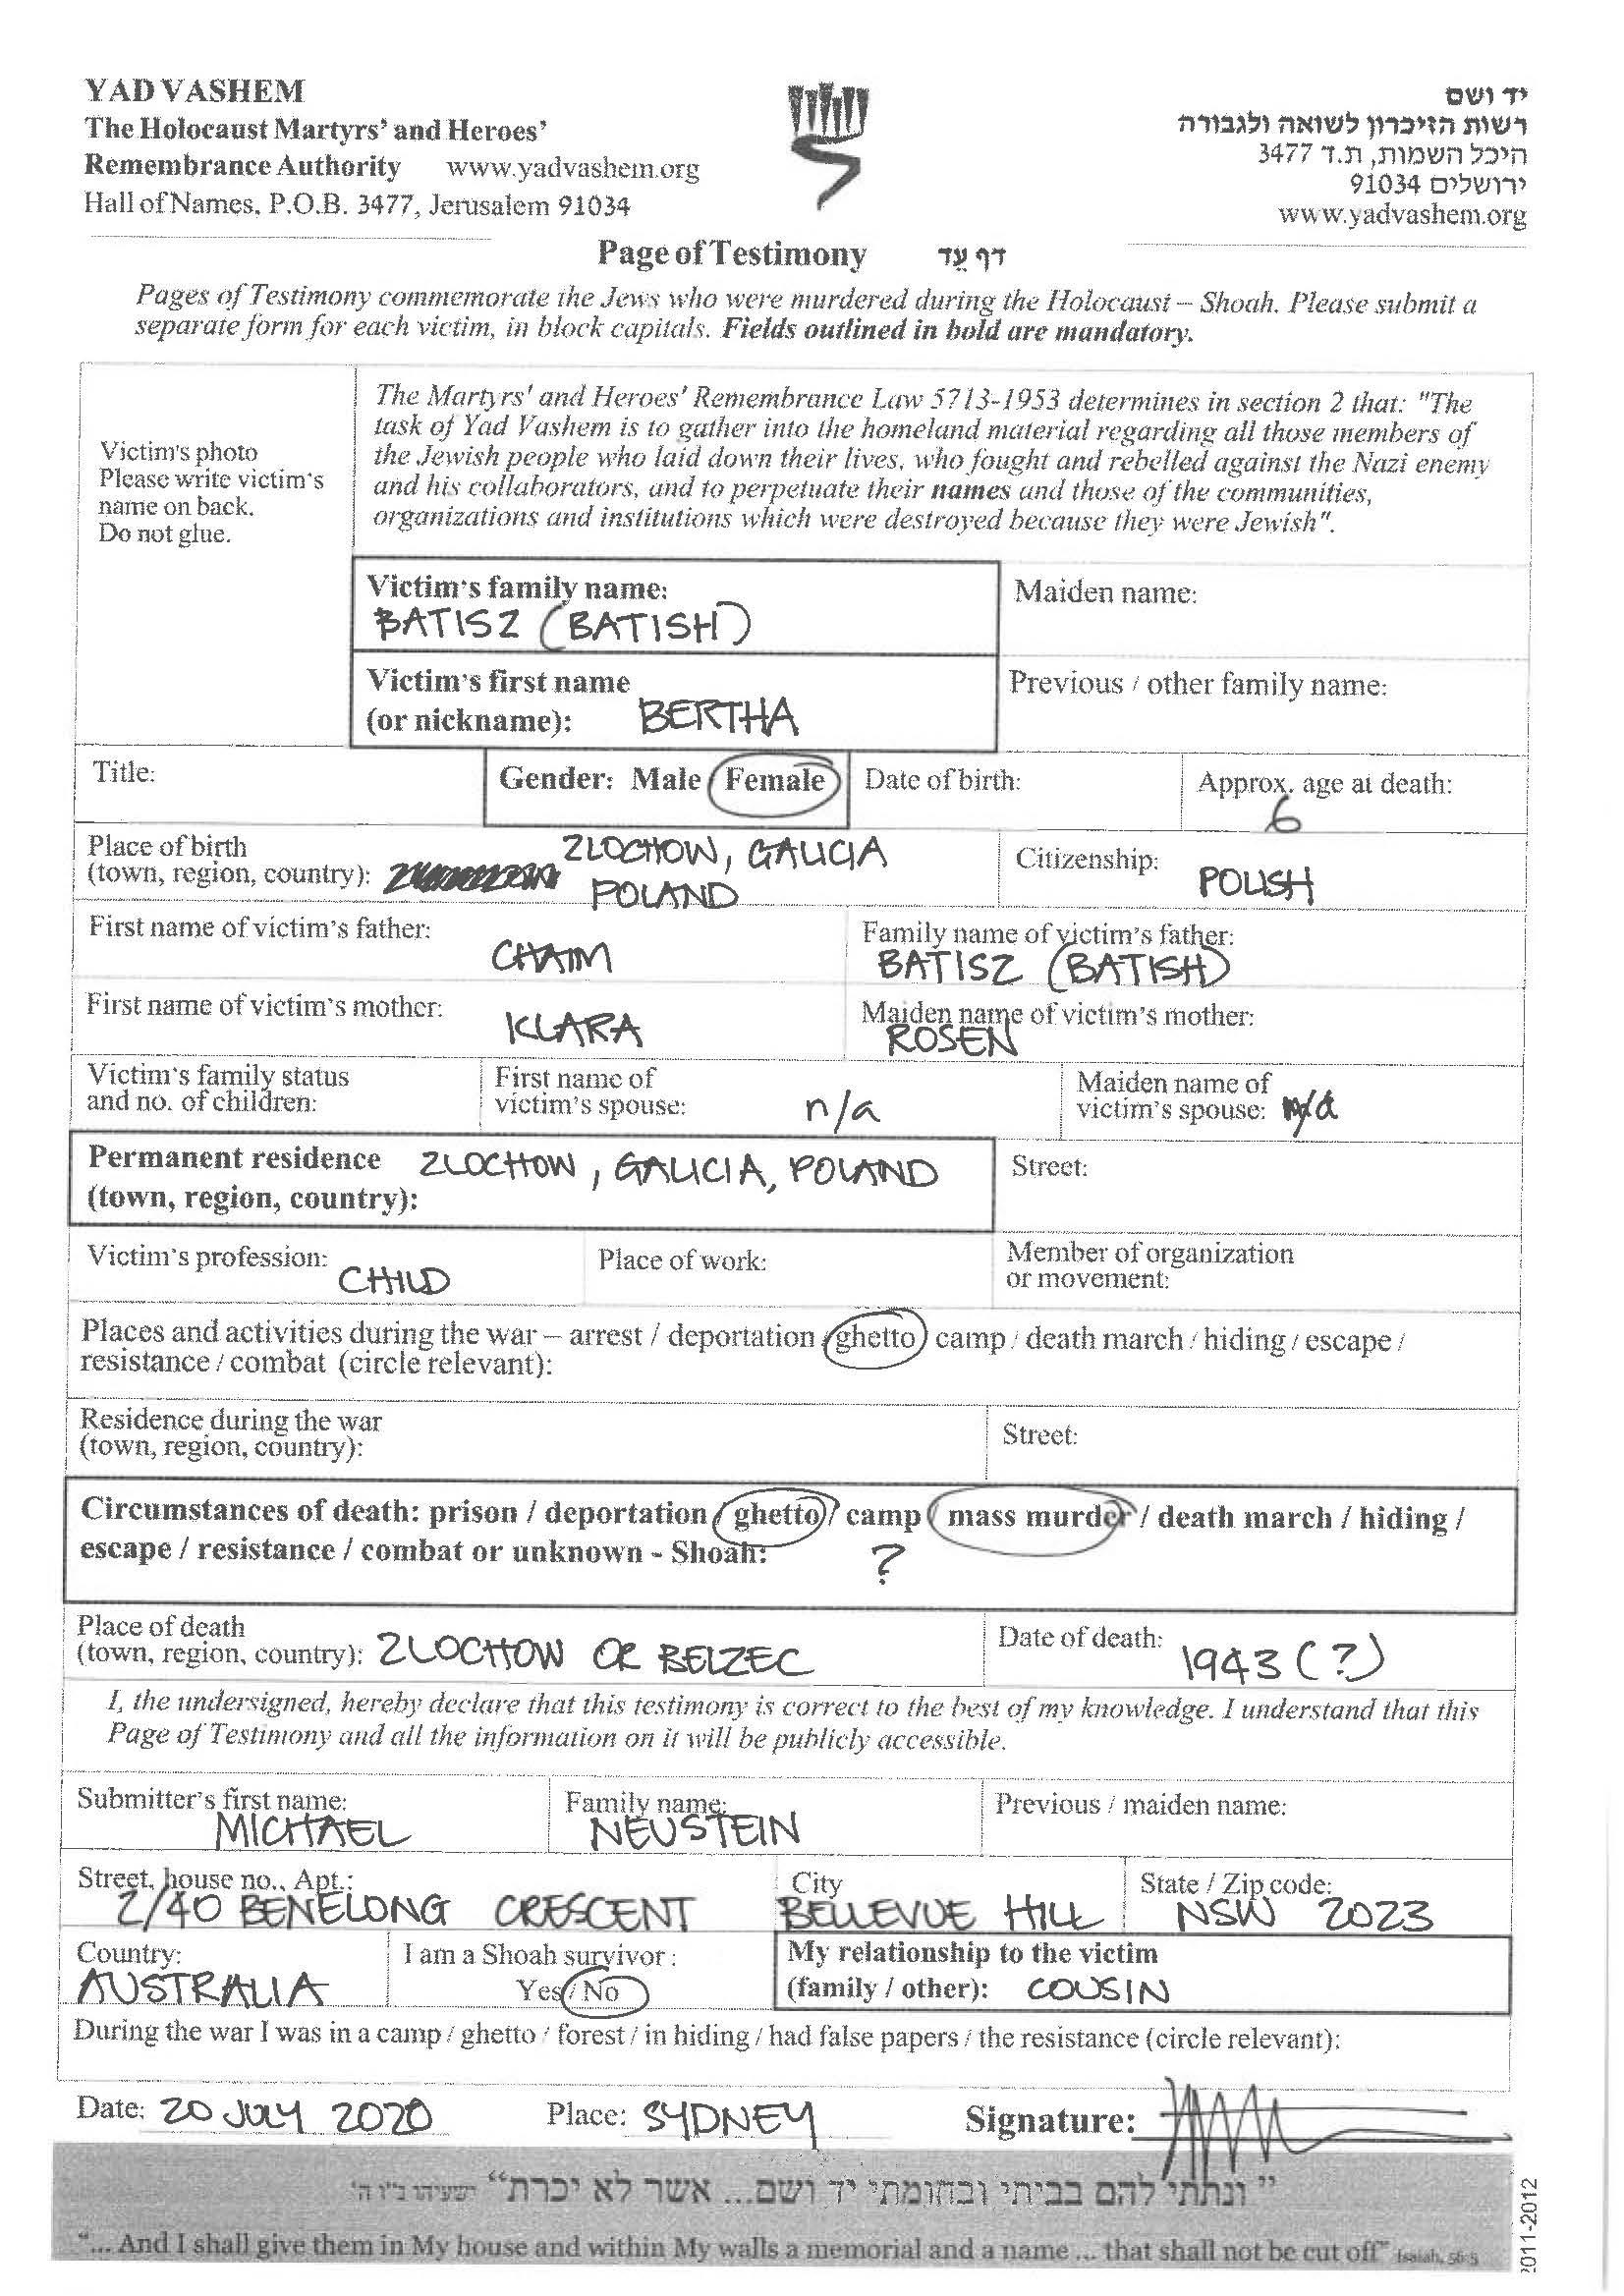 YAD VASHEM
The Holocaust Martyrs' and Heroes'
Remembrance Authority www.yadvashem.org
Hall of Names, P.O.B. 3477, Jerusalem 91034
יד ושם
רשות הזיכרון לשואה ולגבורה
היכל השמות, ת.ד 3477
ירושלים 91034
www.yadvashem.org
Page of Testimony דף עֵד
Pages of Testimony commemorate the Jews who were murdered during the Holocaust – Shoah. Please submit a
separate form for each victim, in block capitals. Fields outlined in bold are mandatory.
Victim's photo
Please write victim's
name on back.
Do not glue.
The Martyrs' and Heroes' Remembrance Law 5713-1953 determines in section 2 that: "The
task of Yad Vashem is to gather into the homeland material regarding all those members of
the Jewish people who laid down their lives, who fought and rebelled against the Nazi enemy
and his collaborators, and to perpetuate their names and those of the communities,
organizations and institutions which were destroyed because they were Jewish".
Victim's family name:
BATISZ (BATISH)
Maiden name:
Victim's first name
(or nickname): BERTHA
Previous / other family name:
Title:
Gender: Male / Female
Date of birth:
Approx. age at death:
6
Place of birth
(town, region, country):
ZLOCHOW, GALICIA
POLAND
Citizenship:
POLISH
First name of victim's father:
CHAIM
Family name of victim's father:
BATISZ (BATISH)
First name of victim's mother:
KLARA
Maiden name of victim's mother:
ROSEN
Victim's family status
and no. of children:
First name of
victim's spouse: n/a
Maiden name of
victim's spouse: n/a
Permanent residence ZLOCHOW, GALICIA, POLAND
(town, region, country):
Street:
Victim's profession:
CHILD
Place of work:
Member of organization
or movement:
Places and activities during the war – arrest / deportation / ghetto / camp / death march / hiding / escape /
resistance / combat (circle relevant):
Residence during the war
(town, region, country):
Street:
Circumstances of death: prison / deportation / ghetto / camp / mass murder / death march / hiding /
escape / resistance / combat or unknown - Shoah: ?
Place of death
(town, region, country): ZLOCHOW OR BELZEC
Date of death: 1943 (?)
I, the undersigned, hereby declare that this testimony is correct to the best of my knowledge. I understand that this
Page of Testimony and all the information on it will be publicly accessible.
Submitter's first name:
MICHAEL
Family name:
NEUSTEIN
Previous / maiden name:
Street, house no., Apt.:
2/40 BENELONG CRESCENT
City
BELLEVUE HILL
State / Zip code:
NSW 2023
Country:
AUSTRALIA
I am a Shoah survivor :
Yes / No
My relationship to the victim
(family / other): COUSIN
During the war I was in a camp / ghetto / forest / in hiding / had false papers / the resistance (circle relevant):
Date: 20 JULY 2020 Place: SYDNEY Signature:
"ונתתי להם בביתי ובחומתי יד ושם... אשר לא יכרת" ישעיהו נ"ו ה'
"... And I shall give them in My house and within My walls a memorial and a name ... that shall not be cut off" Isaiah, 56:5
2011-2012